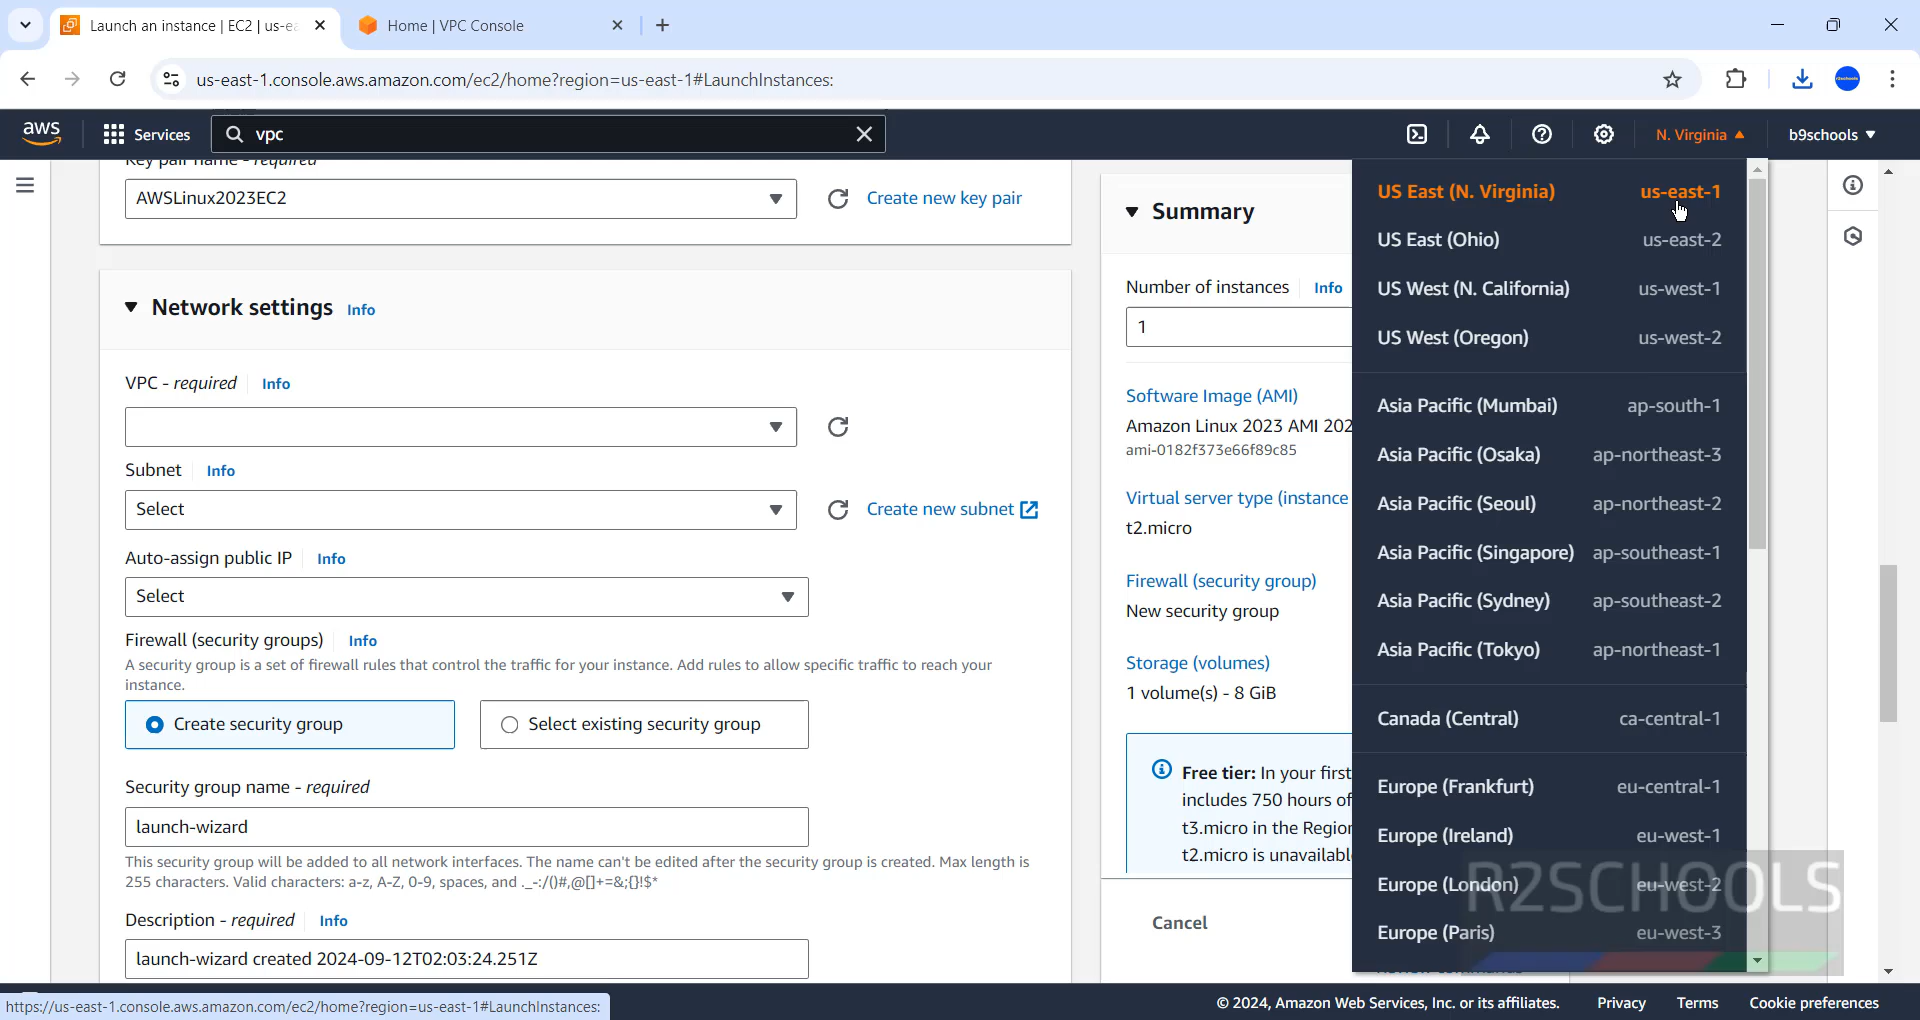 Launch an instance | EC2 | us-ea
Home | VPC Console
us-east-1.console.aws.amazon.com/ec2/home?region=us-east-1#LaunchInstances:
aws
Services
vpc
N. Virginia
b9schools
Key pair name - required
AWSLinux2023EC2
Create new key pair
Network settings Info
VPC - required Info
Subnet Info
Select
Create new subnet
Auto-assign public IP Info
Select
Firewall (security groups) Info
A security group is a set of firewall rules that control the traffic for your instance. Add rules to allow specific traffic to reach your
instance.
Create security group
Select existing security group
Security group name - required
launch-wizard
This security group will be added to all network interfaces. The name can't be edited after the security group is created. Max length is
255 characters. Valid characters: a-z, A-Z, 0-9, spaces, and ._-:/()#,@[]+=&;{}!$*
Description - required Info
launch-wizard created 2024-09-12T02:03:24.251Z
Summary
Number of instances Info
1
Software Image (AMI)
Amazon Linux 2023 AMI 202
ami-0182f373e66f89c85
Virtual server type (instance
t2.micro
Firewall (security group)
New security group
Storage (volumes)
1 volume(s) - 8 GiB
Free tier: In your first
includes 750 hours of
t3.micro in the Region
t2.micro is unavailabl
Cancel
US East (N. Virginia) us-east-1
US East (Ohio) us-east-2
US West (N. California) us-west-1
US West (Oregon) us-west-2
Asia Pacific (Mumbai) ap-south-1
Asia Pacific (Osaka) ap-northeast-3
Asia Pacific (Seoul) ap-northeast-2
Asia Pacific (Singapore) ap-southeast-1
Asia Pacific (Sydney) ap-southeast-2
Asia Pacific (Tokyo) ap-northeast-1
Canada (Central) ca-central-1
Europe (Frankfurt) eu-central-1
Europe (Ireland) eu-west-1
Europe (London) eu-west-2
Europe (Paris) eu-west-3
R2SCHOOLS
https://us-east-1.console.aws.amazon.com/ec2/home?region=us-east-1#LaunchInstances:
© 2024, Amazon Web Services, Inc. or its affiliates.
Privacy
Terms
Cookie preferences